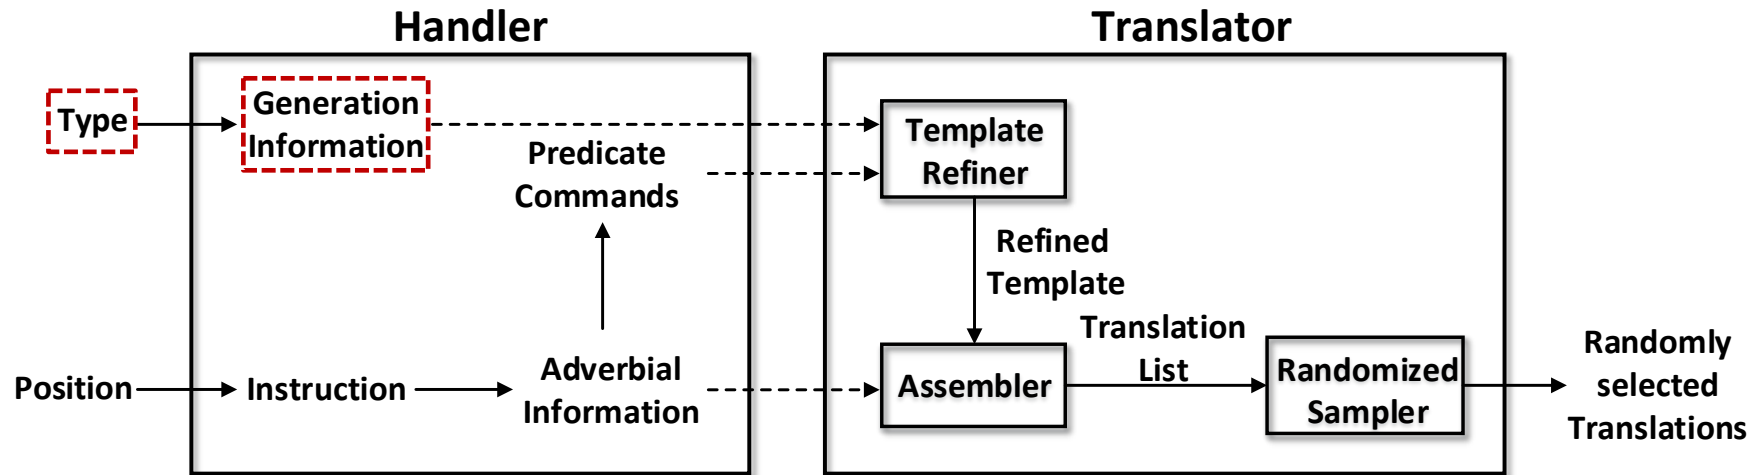 Handler
Translator
Type
Generation
Information
Predicate
Commands
Template
Refiner
Refined
Template
Position
Instruction
Adverbial
Information
Assembler
Translation
List
Randomized
Sampler
Randomly
selected
Translations